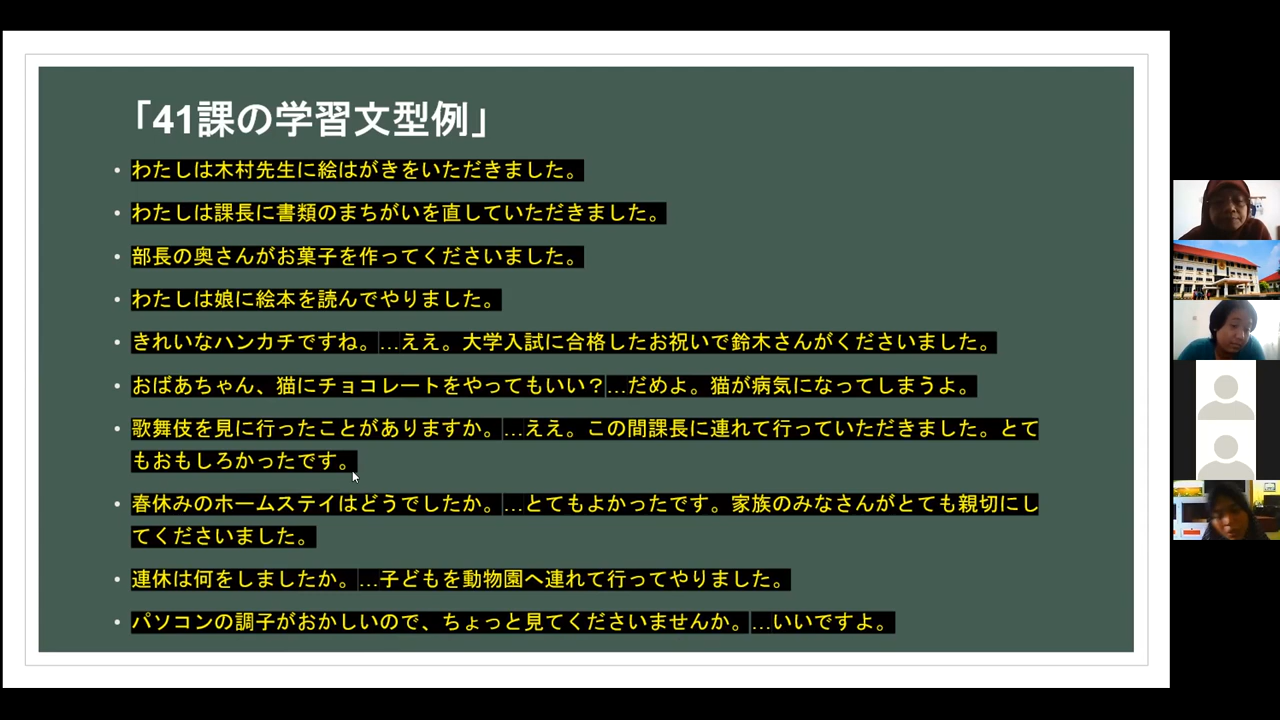 「41課の学習文型例」
わたしは木村先生に絵はがきをいただきました。
わたしは課長に書類のまちがいを直していただきました。
部長の奥さんがお菓子を作ってくださいました。
わたしは娘に絵本を読んでやりました。
きれいなハンカチですね。…ええ。大学入試に合格したお祝いで鈴木さんがくださいました。
おばあちゃん、猫にチョコレートをやってもいい？…だめよ。猫が病気になってしまうよ。
歌舞伎を見に行ったことがありますか。…ええ。この間課長に連れて行っていただきました。とて
もおもしろかったです。
春休みのホームステイはどうでしたか。…とてもよかったです。家族のみなさんがとても親切にし
てくださいました。
連休は何をしましたか。…子どもを動物園へ連れて行ってやりました。
パソコンの調子がおかしいので、ちょっと見てくださいませんか。…いいですよ。